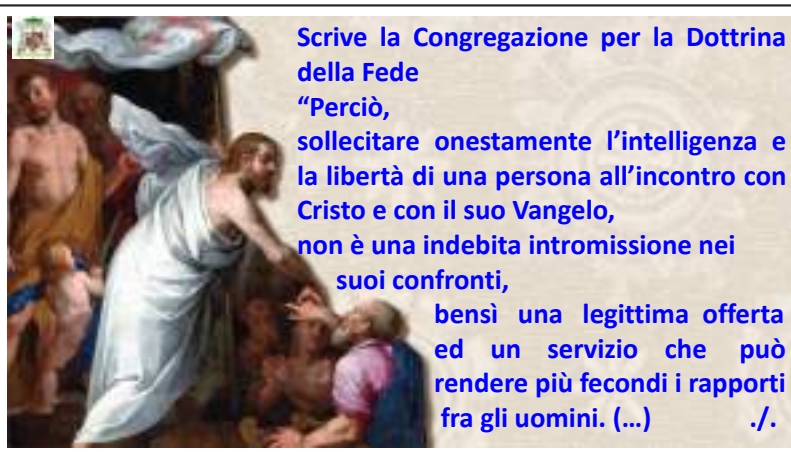 Scrive la Congregazione per la Dottrina
della Fede
“Perciò,
sollecitare onestamente l’intelligenza e
la libertà di una persona all’incontro con
Cristo e con il suo Vangelo,
non è una indebita intromissione nei
suoi confronti,
bensì una legittima offerta
ed un servizio che può
rendere più fecondi i rapporti
fra gli uomini. (…) ./.